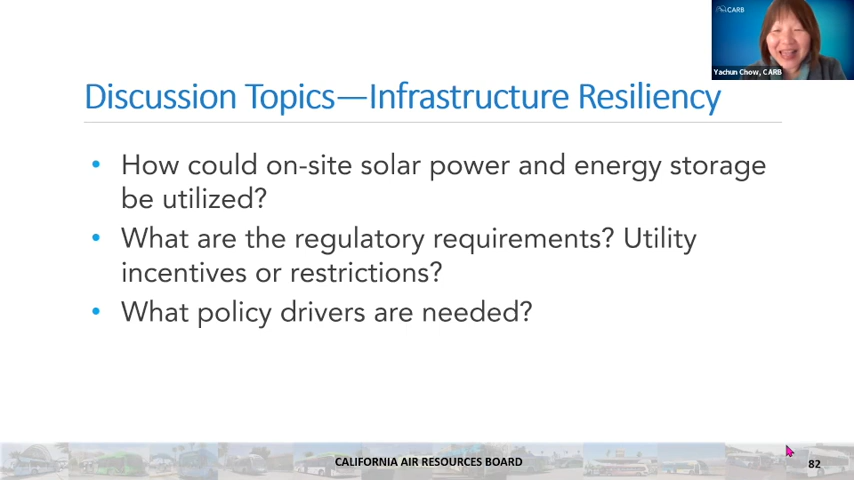 CARB
Yachun Chow, CARB
Discussion Topics—Infrastructure Resiliency
• How could on-site solar power and energy storage
be utilized?
• What are the regulatory requirements? Utility
incentives or restrictions?
• What policy drivers are needed?
CALIFORNIA AIR RESOURCES BOARD
82